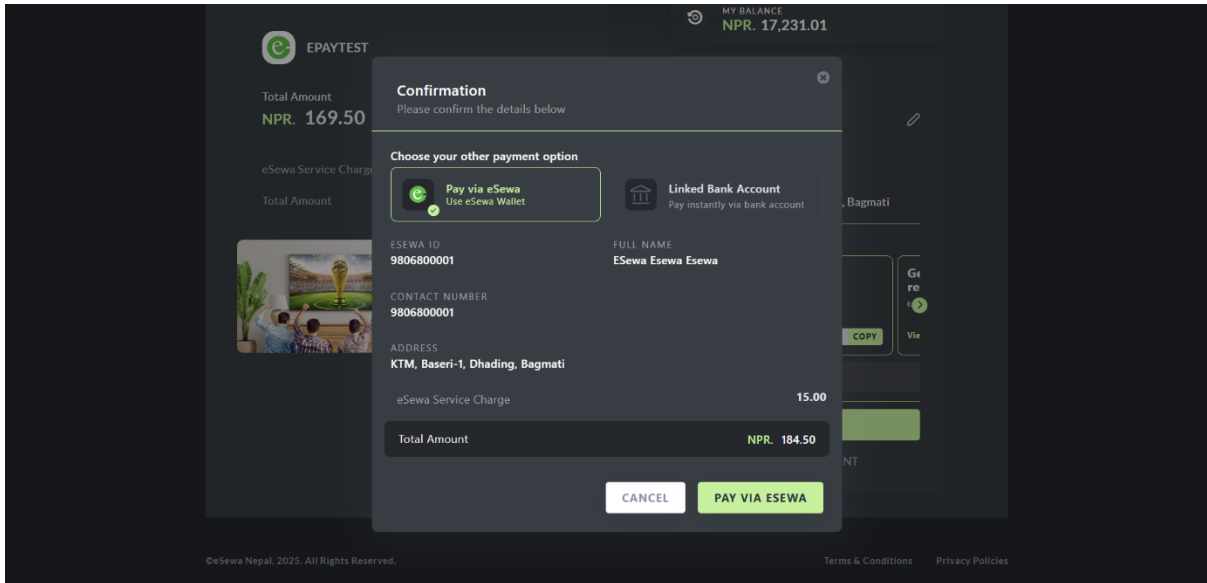 MY BALANCE
NPR. 17,231.01
EPAYTEST
Total Amount
NPR. 169.50
eSewa Service Charge
Total Amount
Confirmation
Please confirm the details below
Choose your other payment option
Pay via eSewa
Use eSewa Wallet
Linked Bank Account
Pay instantly via bank account
, Bagmati
ESEWA ID
9806800001
FULL NAME
ESewa Esewa Esewa
CONTACT NUMBER
9806800001
ADDRESS
KTM, Baseri-1, Dhading, Bagmati
eSewa Service Charge 15.00
Total Amount NPR. 184.50
CANCEL
PAY VIA ESEWA
COPY
NT
©eSewa Nepal, 2025. All Rights Reserved.
Terms & Conditions Privacy Policies